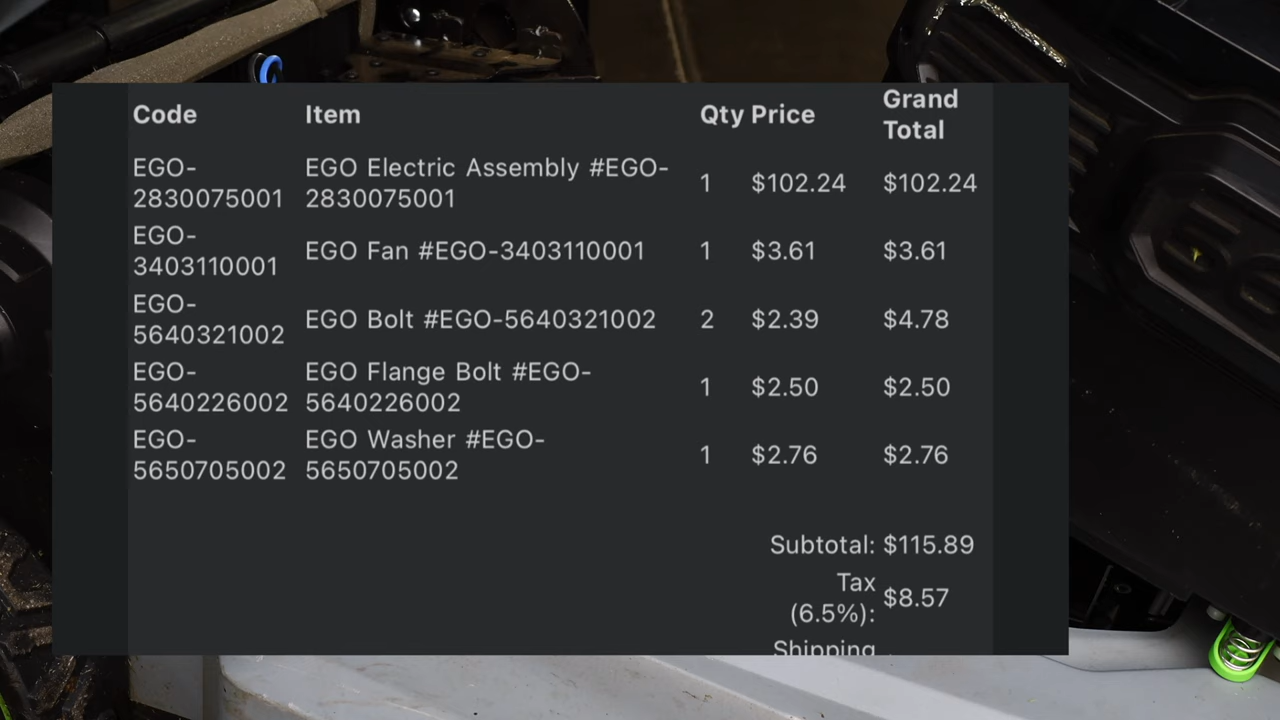 Code Item Qty Price Grand Total
EGO-2830075001 EGO Electric Assembly #EGO-2830075001 1 $102.24 $102.24
EGO-3403110001 EGO Fan #EGO-3403110001 1 $3.61 $3.61
EGO-5640321002 EGO Bolt #EGO-5640321002 2 $2.39 $4.78
EGO-5640226002 EGO Flange Bolt #EGO-5640226002 1 $2.50 $2.50
EGO-5650705002 EGO Washer #EGO-5650705002 1 $2.76 $2.76
Subtotal: $115.89
Tax (6.5%): $8.57
Shipping